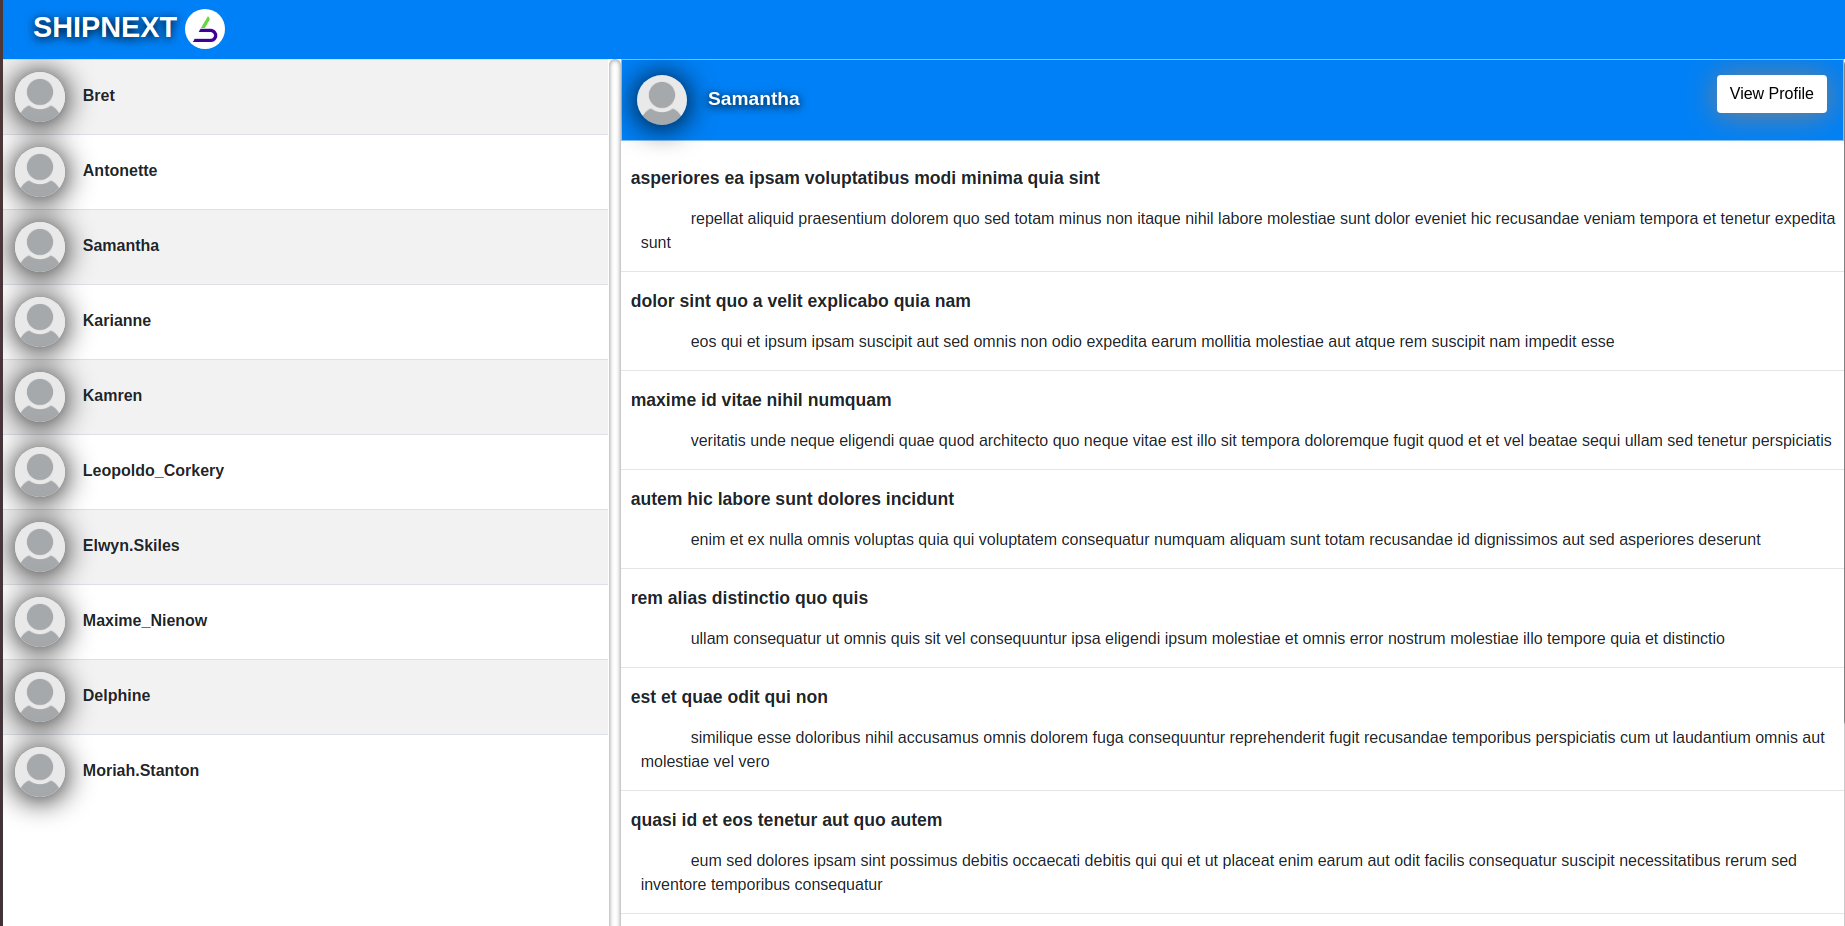 SHIPNEXT
Bret
Antonette
Samantha
Karianne
Kamren
Leopoldo_Corkery
Elwyn.Skiles
Maxime_Nienow
Delphine
Moriah.Stanton
Samantha
View Profile
asperiores ea ipsam voluptatibus modi minima quia sint
repellat aliquid praesentium dolorem quo sed totam minus non itaque nihil labore molestiae sunt dolor eveniet hic recusandae veniam tempora et tenetur expedita
sunt
dolor sint quo a velit explicabo quia nam
eos qui et ipsum ipsam suscipit aut sed omnis non odio expedita earum mollitia molestiae aut atque rem suscipit nam impedit esse
maxime id vitae nihil numquam
veritatis unde neque eligendi quae quod architecto quo neque vitae est illo sit tempora doloremque fugit quod et et vel beatae sequi ullam sed tenetur perspiciatis
autem hic labore sunt dolores incidunt
enim et ex nulla omnis voluptas quia qui voluptatem consequatur numquam aliquam sunt totam recusandae id dignissimos aut sed asperiores deserunt
rem alias distinctio quo quis
ullam consequatur ut omnis quis sit vel consequuntur ipsa eligendi ipsum molestiae et omnis error nostrum molestiae illo tempore quia et distinctio
est et quae odit qui non
similique esse doloribus nihil accusamus omnis dolorem fuga consequuntur reprehenderit fugit recusandae temporibus perspiciatis cum ut laudantium omnis aut
molestiae vel vero
quasi id et eos tenetur aut quo autem
eum sed dolores ipsam sint possimus debitis occaecati debitis qui qui et ut placeat enim earum aut odit facilis consequatur suscipit necessitatibus rerum sed
inventore temporibus consequatur